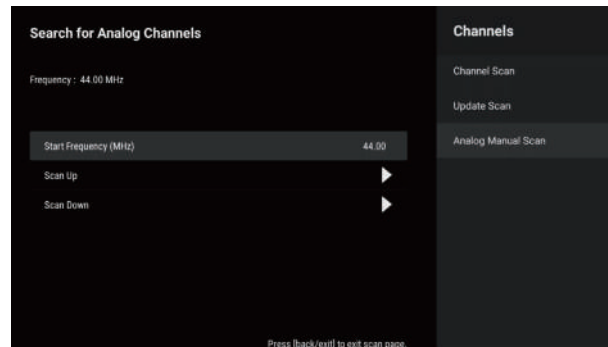 Search for Analog Channels
Frequency : 44.00 MHz
Start Frequency (MHz) 44.00
Scan Up
Scan Down
Press [back/exit] to exit scan page.
Channels
Channel Scan
Update Scan
Analog Manual Scan